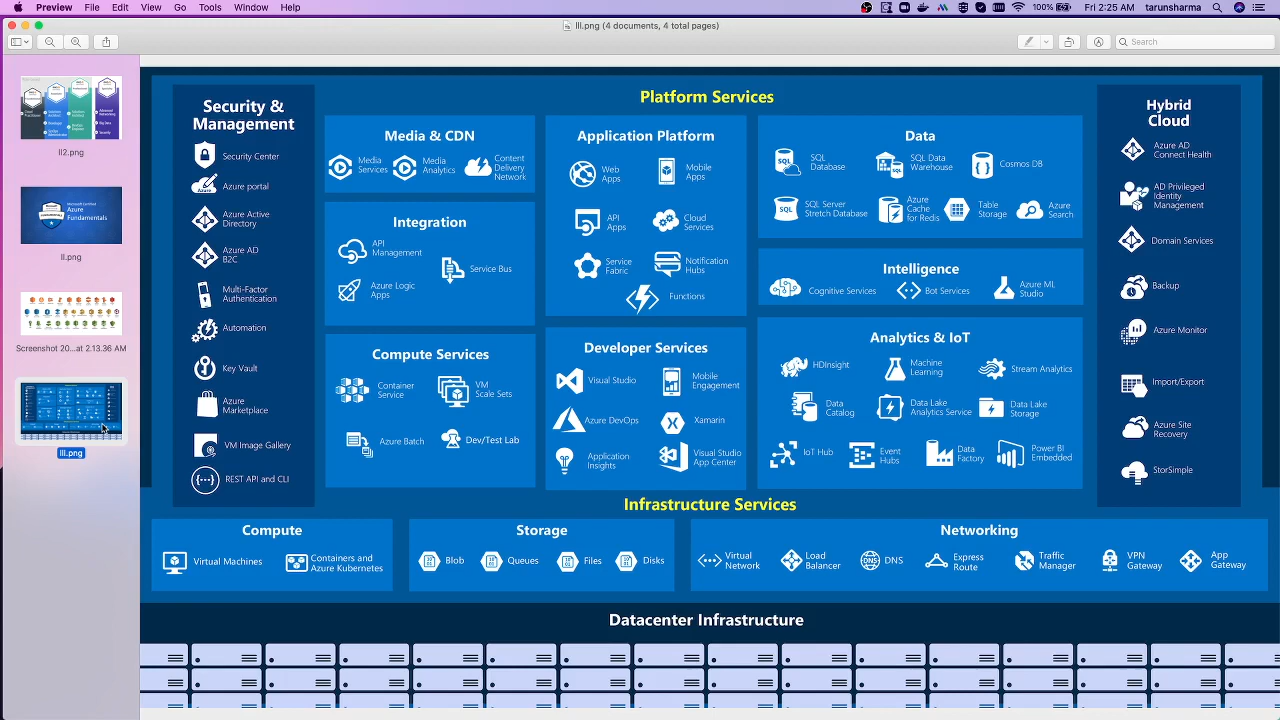 Preview File Edit View Go Tools Window Help
100% Fri 2:25 AM tarunsharma
III.png (4 documents, 4 total pages)
Search
II2.png
II.png
Screenshot 20...at 2.13.36 AM
III.png
Microsoft Certified
Azure
Fundamentals
FUNDAMENTALS
Platform Services
Security &
Management
Security Center
Azure portal
Azure Active
Directory
Azure AD
B2C
Multi-Factor
Authentication
Automation
Key Vault
Azure
Marketplace
VM Image Gallery
REST API and CLI
Media & CDN
Media
Services
Media
Analytics
Content
Delivery
Network
Integration
API
Management
Service Bus
Azure Logic
Apps
Compute Services
Container
Service
VM
Scale Sets
Azure Batch
Dev/Test Lab
Application Platform
Web
Apps
Mobile
Apps
API
Apps
Cloud
Services
Service
Fabric
Notification
Hubs
Functions
Developer Services
Visual Studio
Mobile
Engagement
Azure DevOps
Xamarin
Application
Insights
Visual Studio
App Center
Data
SQL
Database
SQL Data
Warehouse
Cosmos DB
SQL Server
Stretch Database
Azure
Cache
for Redis
Table
Storage
Azure
Search
Intelligence
Cognitive Services
Bot Services
Azure ML
Studio
Analytics & IoT
HDInsight
Machine
Learning
Stream Analytics
Data
Catalog
Data Lake
Analytics Service
Data Lake
Storage
IoT Hub
Event
Hubs
Data
Factory
Power BI
Embedded
Hybrid
Cloud
Azure AD
Connect Health
AD Privileged
Identity
Management
Domain Services
Backup
Azure Monitor
Import/Export
Azure Site
Recovery
StorSimple
Infrastructure Services
Compute
Virtual Machines
Containers and
Azure Kubernetes
Storage
Blob
Queues
Files
Disks
Networking
Virtual
Network
Load
Balancer
DNS
Express
Route
Traffic
Manager
VPN
Gateway
App
Gateway
Datacenter Infrastructure